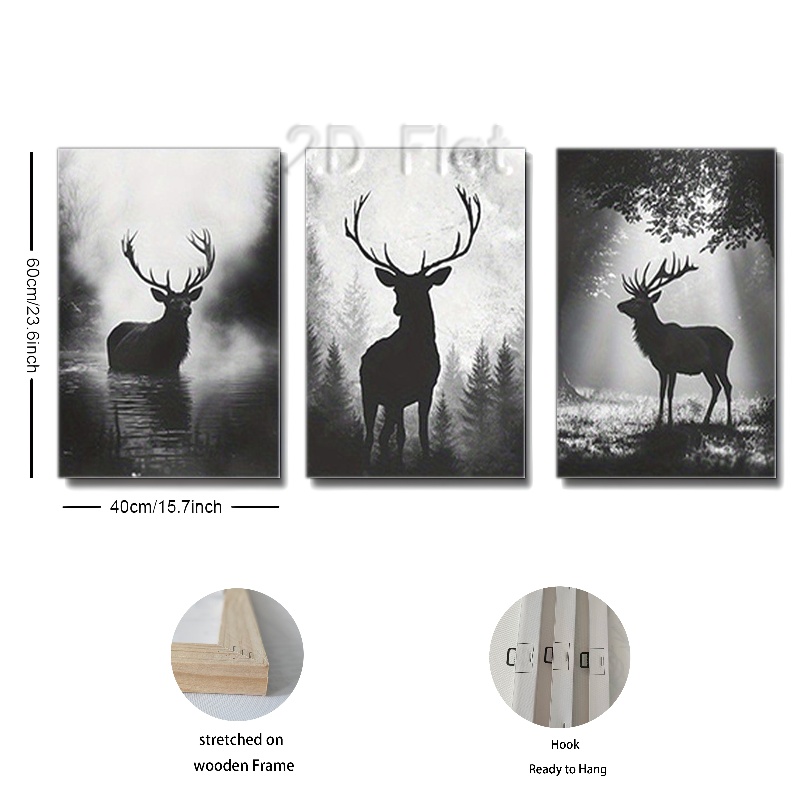 2D Flat
60cm/23.6inch
40cm/15.7inch
stretched on
wooden Frame
Hook
Ready to Hang